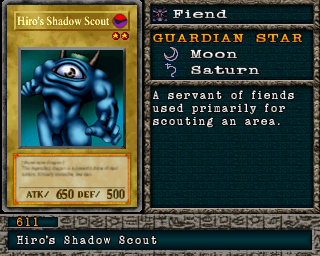 Hiro's Shadow Scout
ATK/ 650 DEF/ 500
Fiend
GUARDIAN STAR
Moon
Saturn
A servant of fiends
used primarily for
scouting an area.
611
Hiro's Shadow Scout